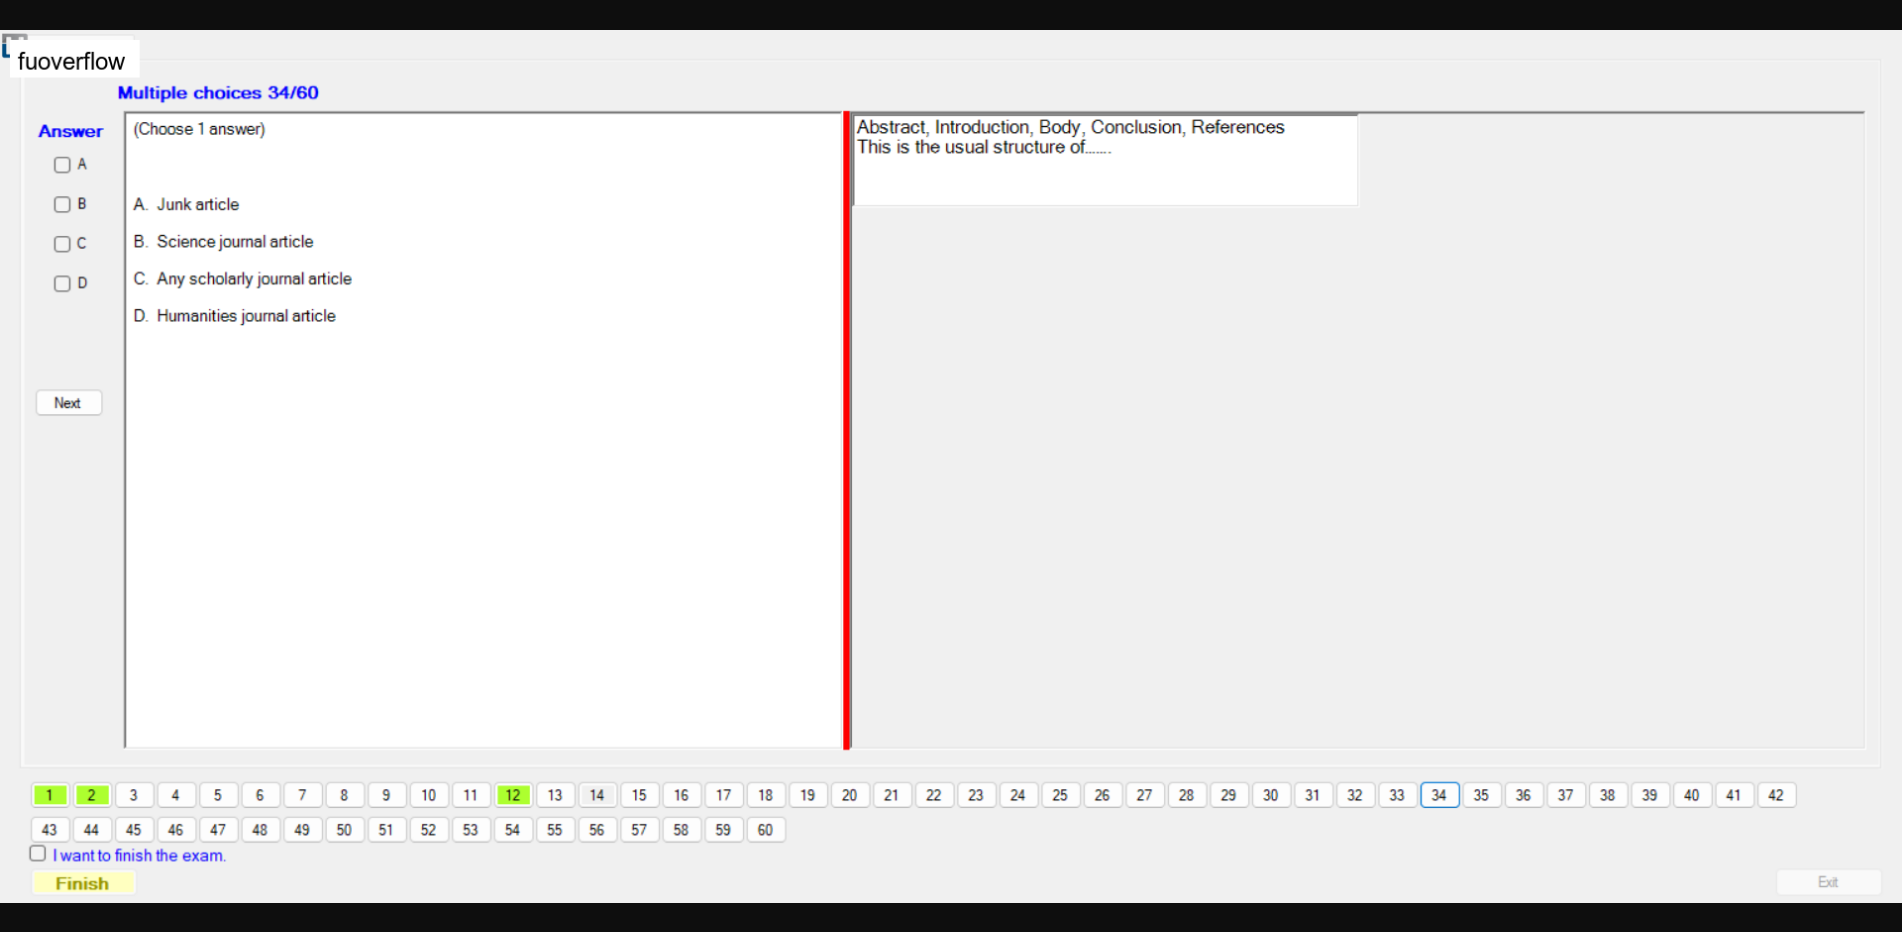 fuoverflow
Multiple choices 34/60
Answer
(Choose 1 answer)
A
B
C
D
A. Junk article
B. Science journal article
C. Any scholarly journal article
D. Humanities journal article
Next
Abstract, Introduction, Body, Conclusion, References
This is the usual structure of.......
1 2 3 4 5 6 7 8 9 10 11 12 13 14 15 16 17 18 19 20 21 22 23 24 25 26 27 28 29 30 31 32 33 34 35 36 37 38 39 40 41 42
43 44 45 46 47 48 49 50 51 52 53 54 55 56 57 58 59 60
I want to finish the exam.
Finish
Exit